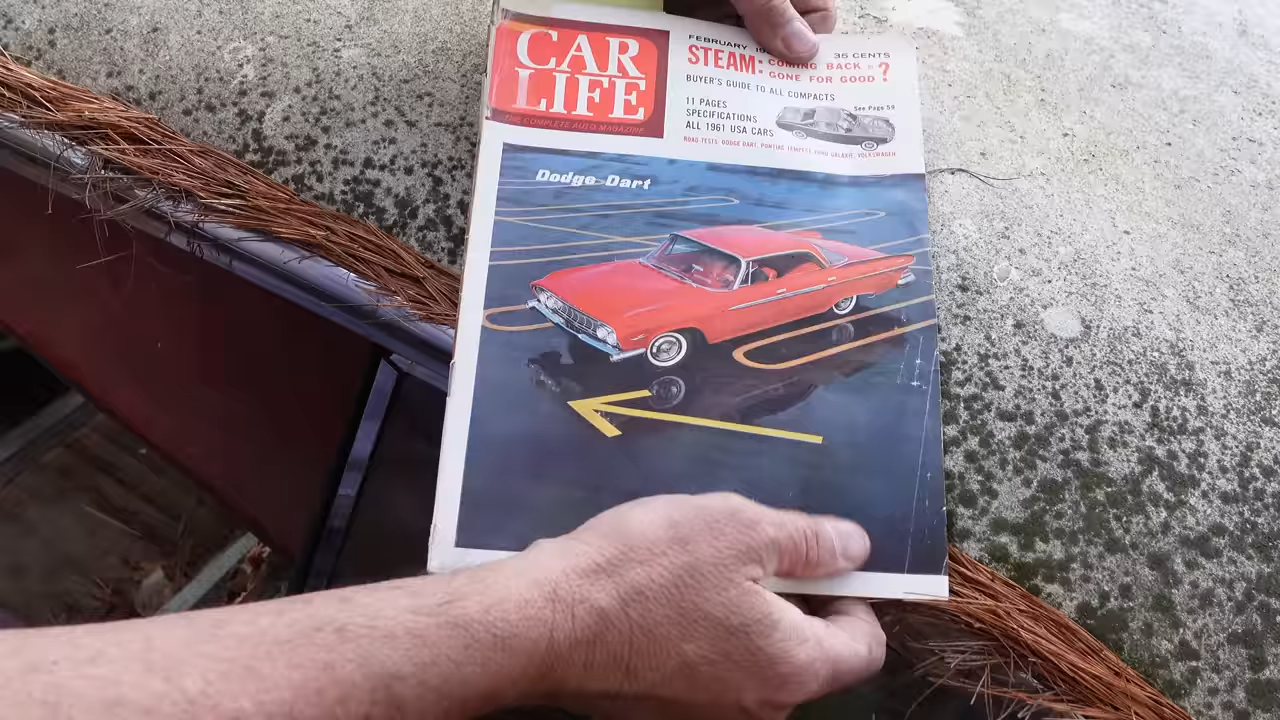 CAR
LIFE
THE COMPLETE AUTO MAGAZINE
FEBRUARY 19
35 CENTS
STEAM: COMING BACK or
GONE FOR GOOD?
BUYER'S GUIDE TO ALL COMPACTS
11 PAGES
SPECIFICATIONS
ALL 1961 USA CARS
See Page 59
ROAD TESTS: DODGE DART, PONTIAC TEMPEST, FORD GALAXIE, VOLKSWAGEN
Dodge Dart